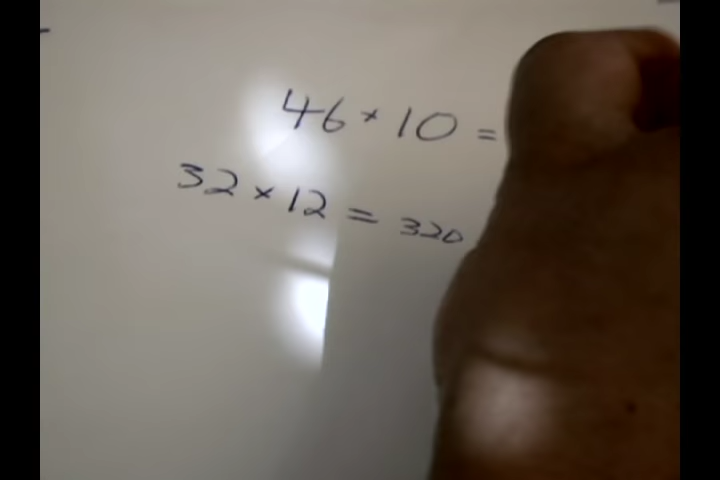 46 × 10 =
32 × 12 = 320